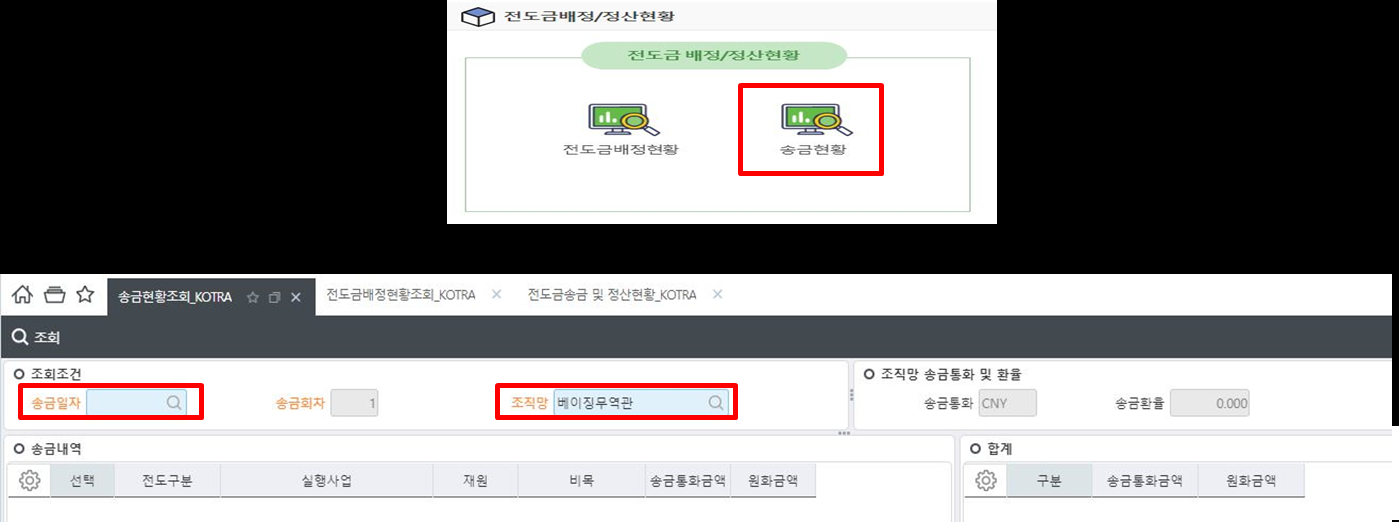 전도금배정/정산현황
전도금 배정/정산현황
전도금배정현황 송금현황
송금현황조회_KOTRA 전도금배정현황조회_KOTRA 전도금송금 및 정산현황_KOTRA
조회
조회조건 조직망 송금통화 및 환율
송금일자 송금회차 1 조직망 베이징무역관 송금통화 CNY 송금환율 0.000
송금내역 합계
선택 전도구분 실행사업 재원 비목 송금통화금액 원화금액 구분 송금통화금액 원화금액